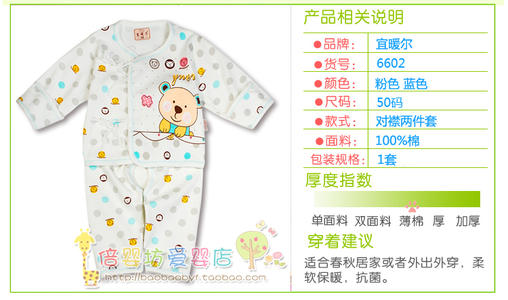 产品相关说明
●品牌： 宜暖尔
●货号： 6602
●颜色： 粉色 蓝色
●尺码： 50码
●款式： 对襟两件套
●面料： 100%棉
包装规格： 1套
厚度指数
单面料 双面料 薄棉 厚 加厚
穿着建议
适合春秋居家或者外出外穿，柔
软保暖，抗菌。
倍婴坊爱婴店
http://baobaobyf.taobao.com